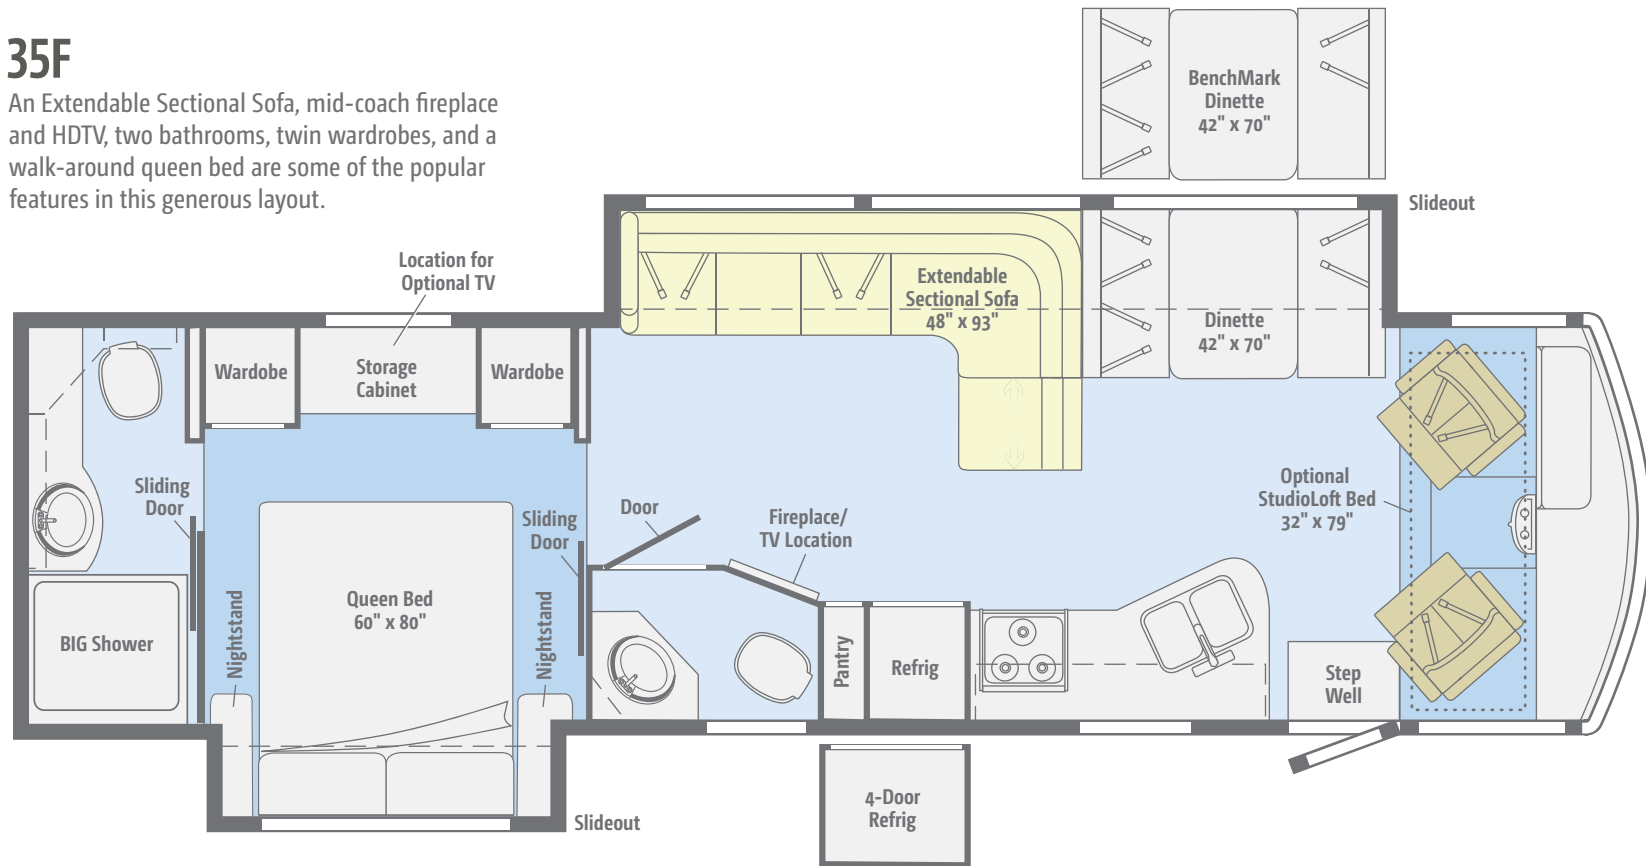 35F
An Extendable Sectional Sofa, mid-coach fireplace
and HDTV, two bathrooms, twin wardrobes, and a
walk-around queen bed are some of the popular
features in this generous layout.
BenchMark
Dinette
42" x 70"
Slideout
Location for
Optional TV
Extendable
Sectional Sofa
48" x 93"
Dinette
42" x 70"
Wardobe
Storage
Cabinet
Wardobe
Sliding
Door
Sliding
Door
Door
Fireplace/
TV Location
Optional
StudioLoft Bed
32" x 79"
Queen Bed
60" x 80"
BIG Shower
Nightstand
Nightstand
Pantry
Refrig
Step
Well
4-Door
Refrig
Slideout